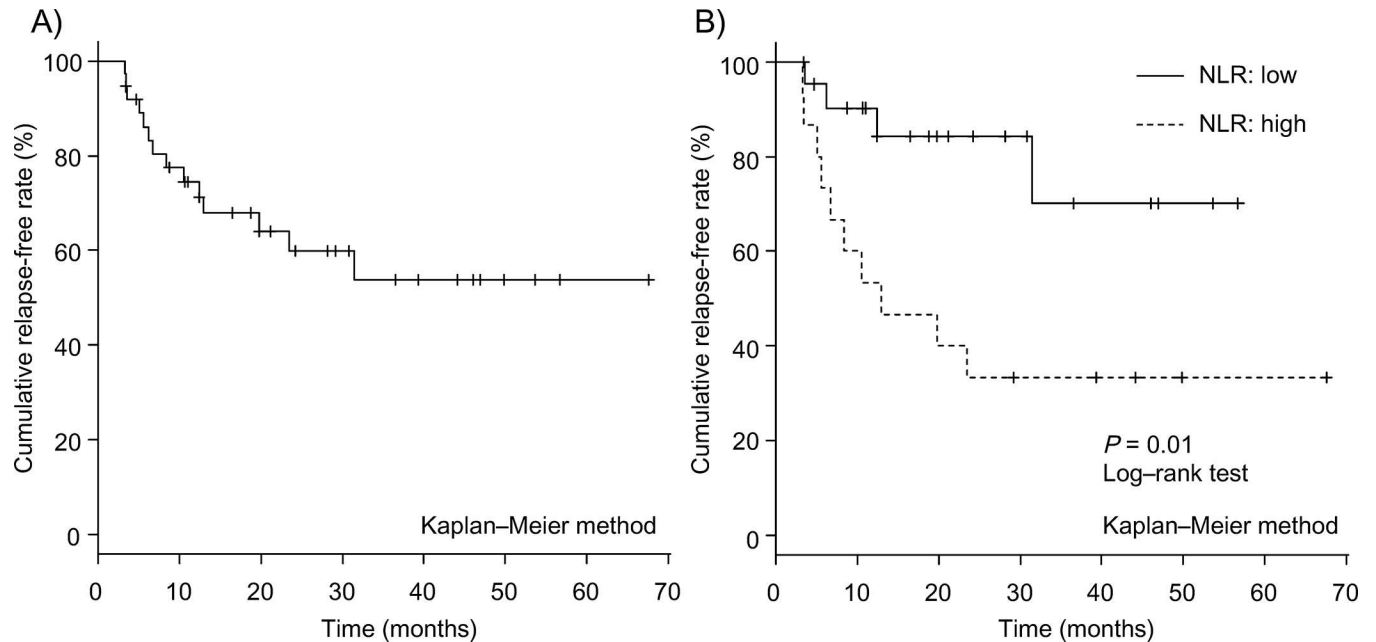 A)
Cumulative relapse-free rate (%)
100
80
60
40
20
0
Kaplan–Meier method
0 10 20 30 40 50 60 70
Time (months)
B)
Cumulative relapse-free rate (%)
100
80
60
40
20
0
NLR: low
NLR: high
P = 0.01
Log–rank test
Kaplan–Meier method
0 10 20 30 40 50 60 70
Time (months)